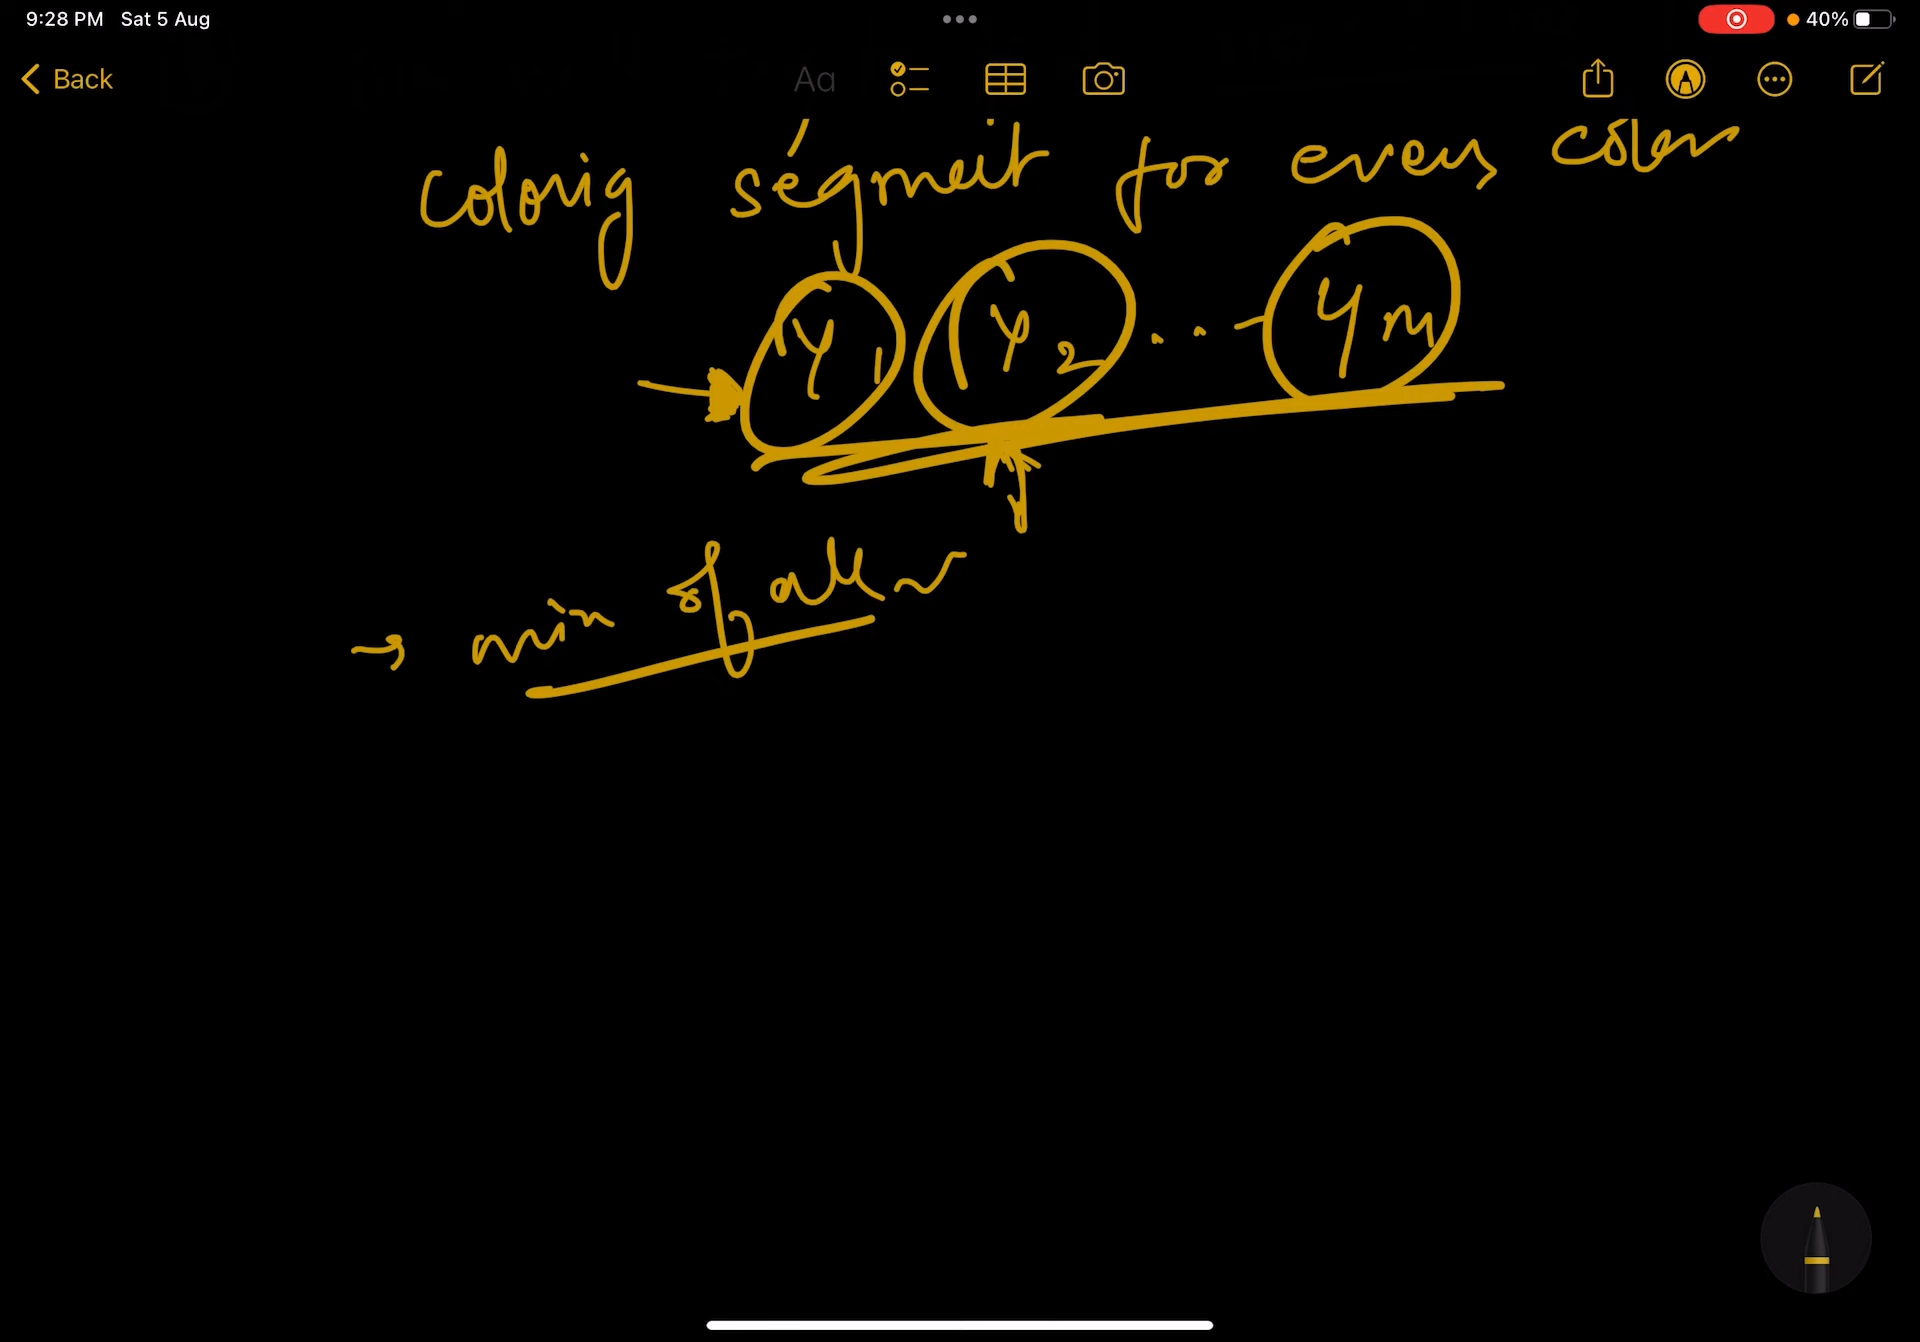 9:28 PM Sat 5 Aug
40%
Back
Aa
coloring segment for every color
Y1 Y2 ... Ym
→ min of all